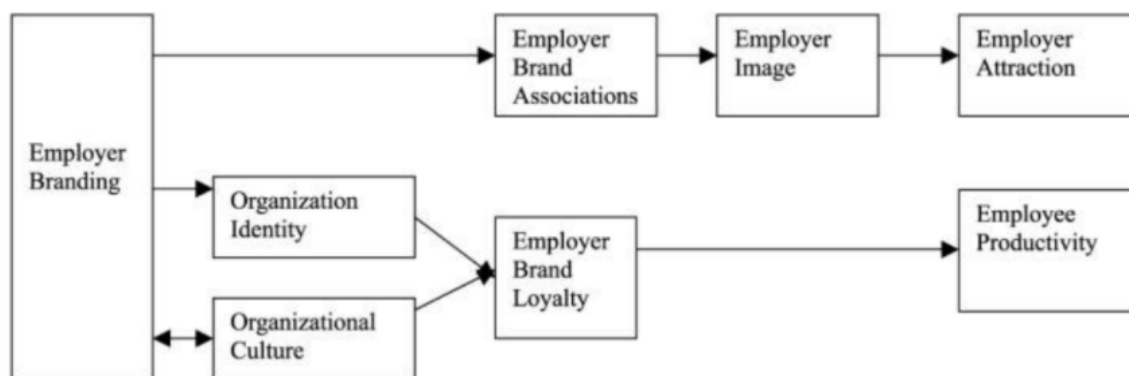 Employer
Branding
Employer
Brand
Associations
Employer
Image
Employer
Attraction
Organization
Identity
Organizational
Culture
Employer
Brand
Loyalty
Employee
Productivity